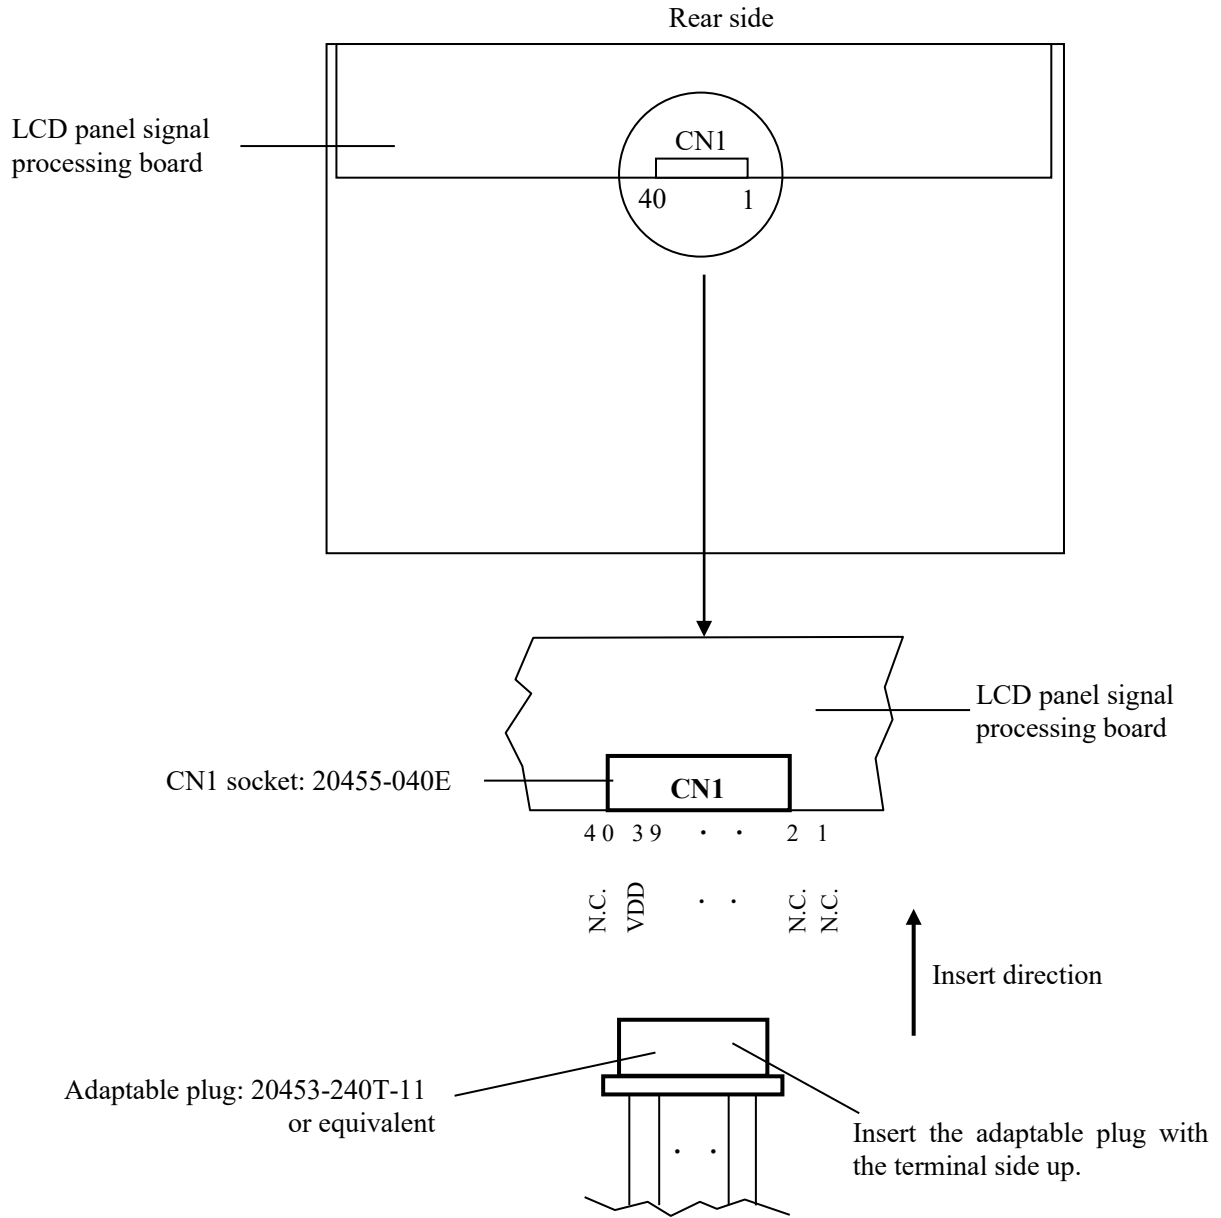 Rear side
LCD panel signal
processing board
CN1
40 1
LCD panel signal
processing board
CN1 socket: 20455-040E
CN1
40 39 · · 2 1
N.C. VDD · · N.C. N.C.
Insert direction
Adaptable plug: 20453-240T-11
or equivalent
Insert the adaptable plug with
the terminal side up.
· ·